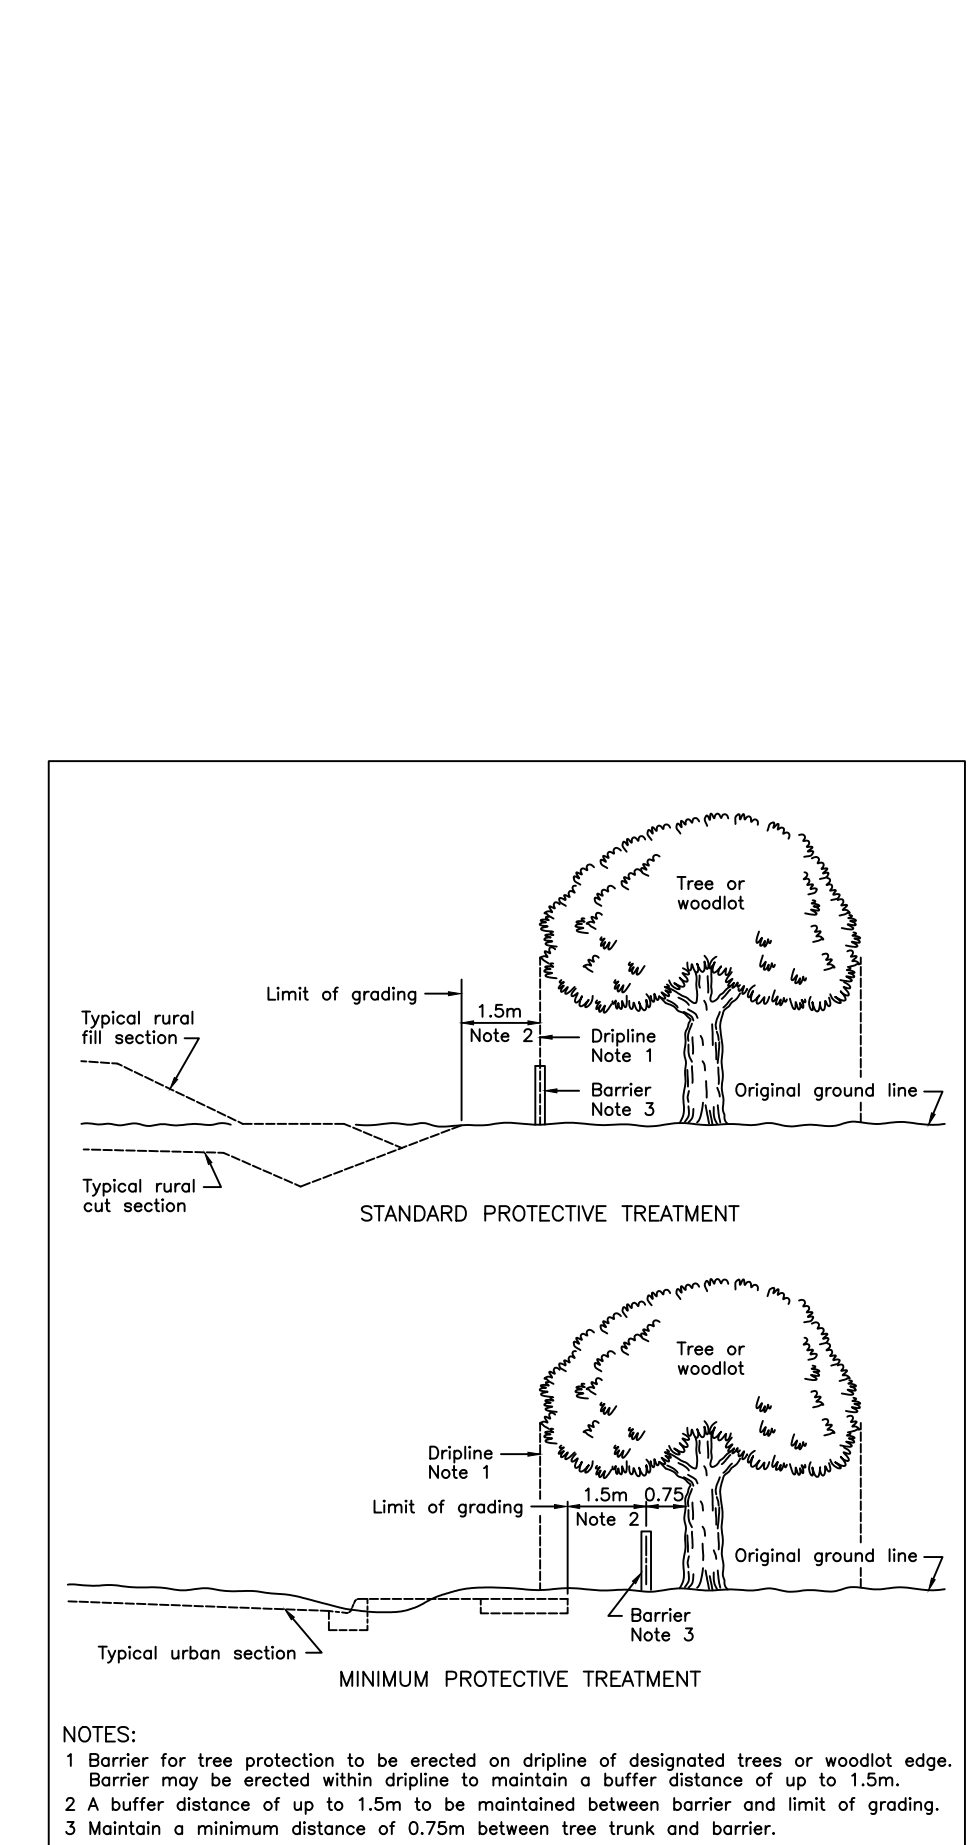 Tree or
woodlot
Limit of grading
1.5m
Note 2
Typical rural
fill section
Dripline
Note 1
Barrier
Note 3
Original ground line
Typical rural
cut section
STANDARD PROTECTIVE TREATMENT
Tree or
woodlot
Dripline
Note 1
Limit of grading
1.5m
0.75
Note 2
Original ground line
Barrier
Note 3
Typical urban section
MINIMUM PROTECTIVE TREATMENT
NOTES:
1 Barrier for tree protection to be erected on dripline of designated trees or woodlot edge.
Barrier may be erected within dripline to maintain a buffer distance of up to 1.5m.
2 A buffer distance of up to 1.5m to be maintained between barrier and limit of grading.
3 Maintain a minimum distance of 0.75m between tree trunk and barrier.